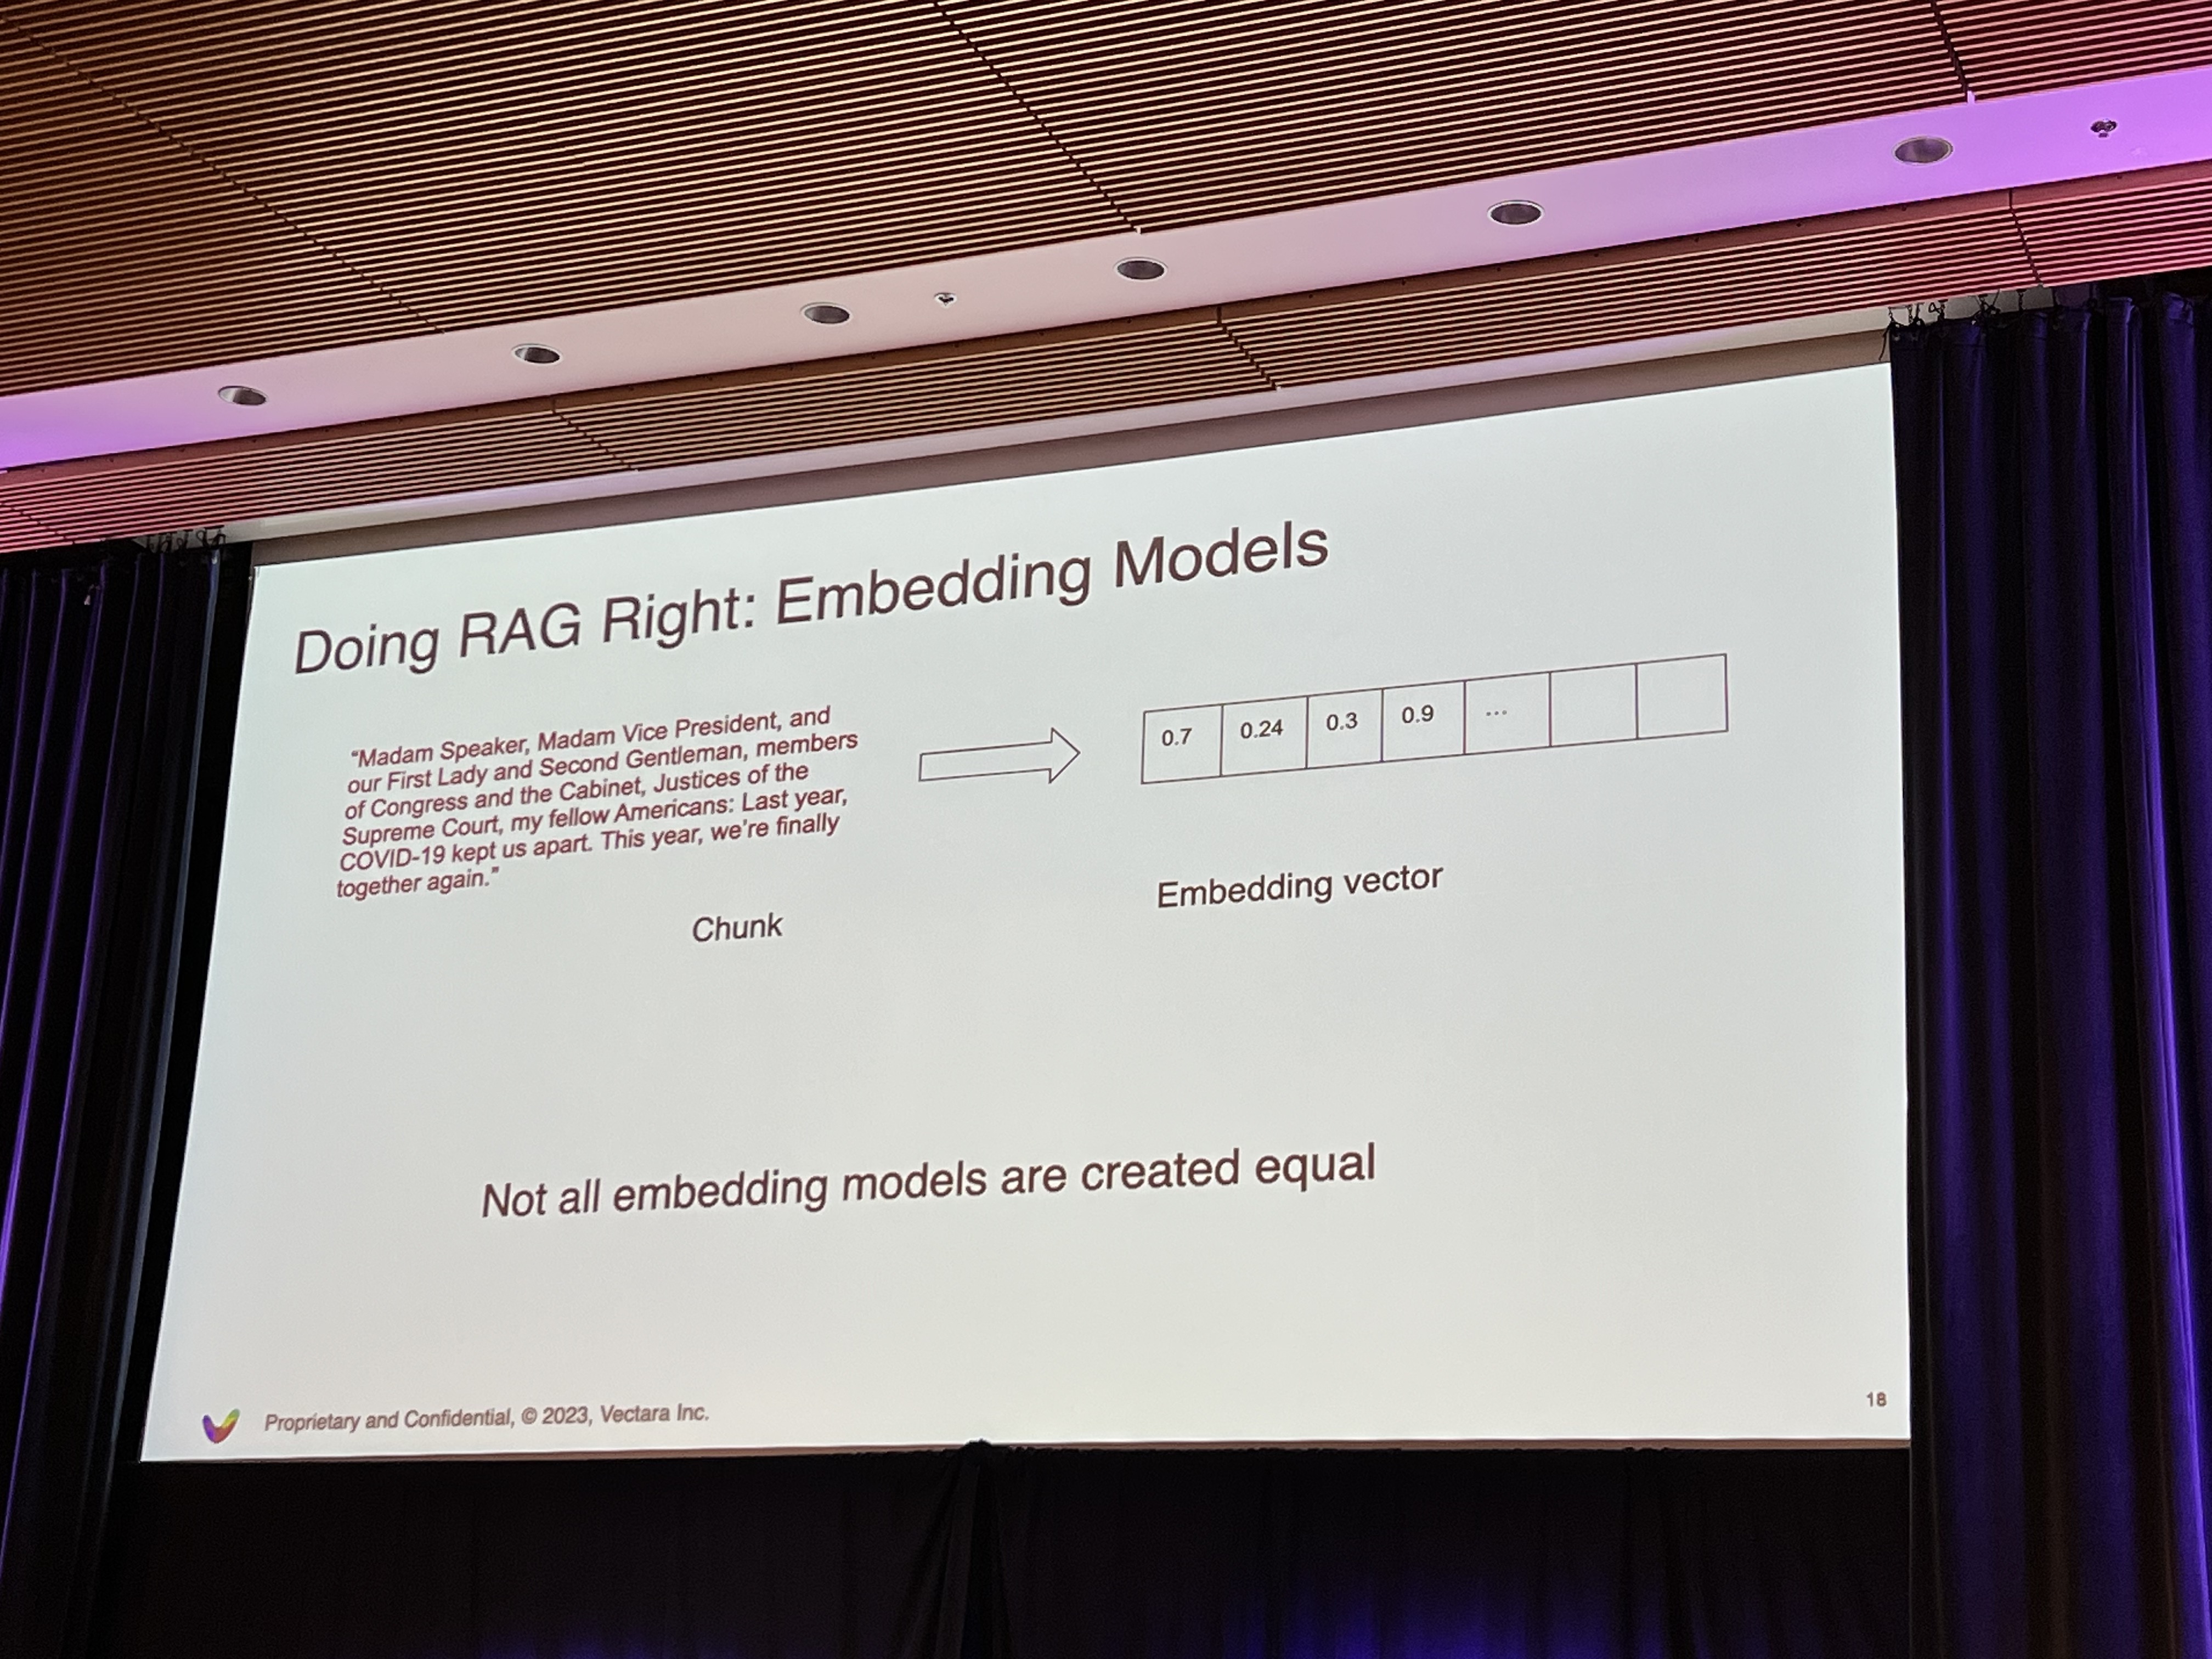 Doing RAG Right: Embedding Models
“Madam Speaker, Madam Vice President, and
our First Lady and Second Gentleman, members
of Congress and the Cabinet, Justices of the
Supreme Court, my fellow Americans: Last year,
COVID-19 kept us apart. This year, we’re finally
together again.”
Chunk
0.7 0.24 0.3 0.9 ...
Embedding vector
Not all embedding models are created equal
Proprietary and Confidential, © 2023, Vectara Inc.
18